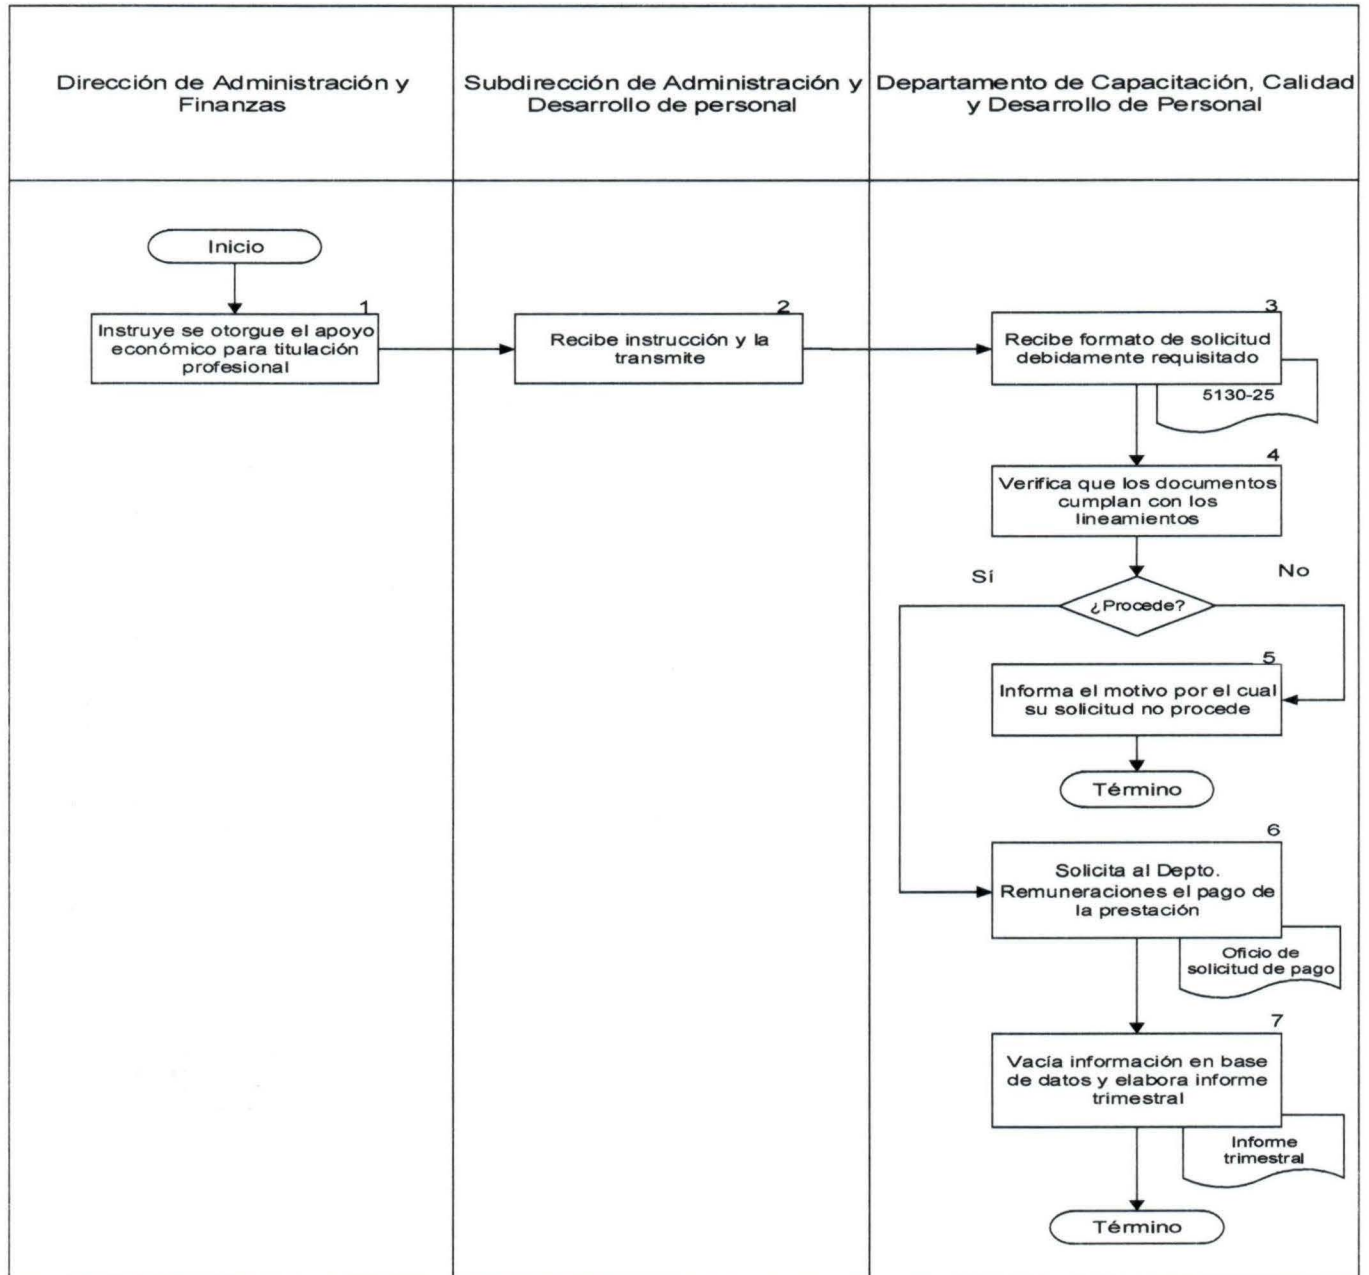 Dirección de Administración y
Finanzas
Subdirección de Administración y
Desarrollo de personal
Departamento de Capacitación, Calidad
y Desarrollo de Personal
Inicio
1
Instruye se otorgue el apoyo
económico para titulación
profesional
2
Recibe instrucción y la
transmite
3
Recibe formato de solicitud
debidamente requisitado
5130-25
4
Verifica que los documentos
cumplan con los
lineamientos
Sí
No
¿Procede?
5
Informa el motivo por el cual
su solicitud no procede
Término
6
Solicita al Depto.
Remuneraciones el pago de
la prestación
Oficio de
solicitud de pago
7
Vacía información en base
de datos y elabora informe
trimestral
Informe
trimestral
Término